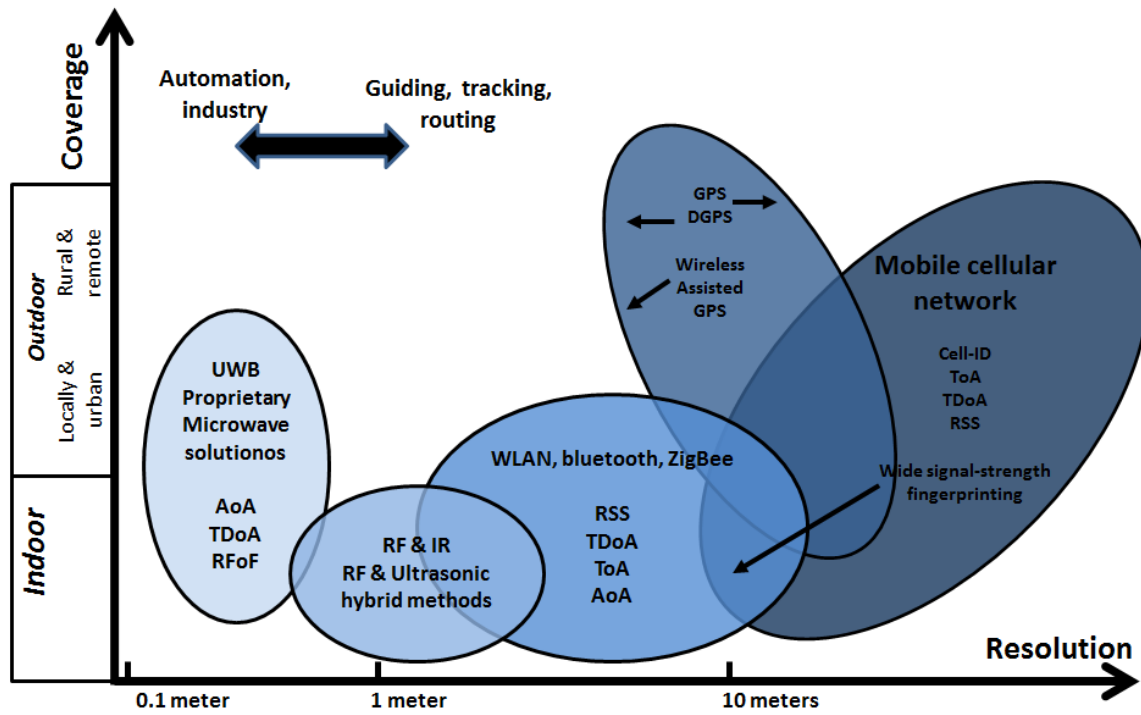 Coverage
Automation,
industry
Guiding, tracking,
routing
Outdoor
Rural &
remote
Locally &
urban
Indoor
GPS
DGPS
Wireless
Assisted
GPS
Mobile cellular
network
Cell-ID
ToA
TDoA
RSS
Wide signal-strength
fingerprinting
UWB
Proprietary
Microwave
solutionos
AoA
TDoA
RFoF
WLAN, bluetooth, ZigBee
RSS
TDoA
ToA
AoA
RF & IR
RF & Ultrasonic
hybrid methods
Resolution
0.1 meter
1 meter
10 meters